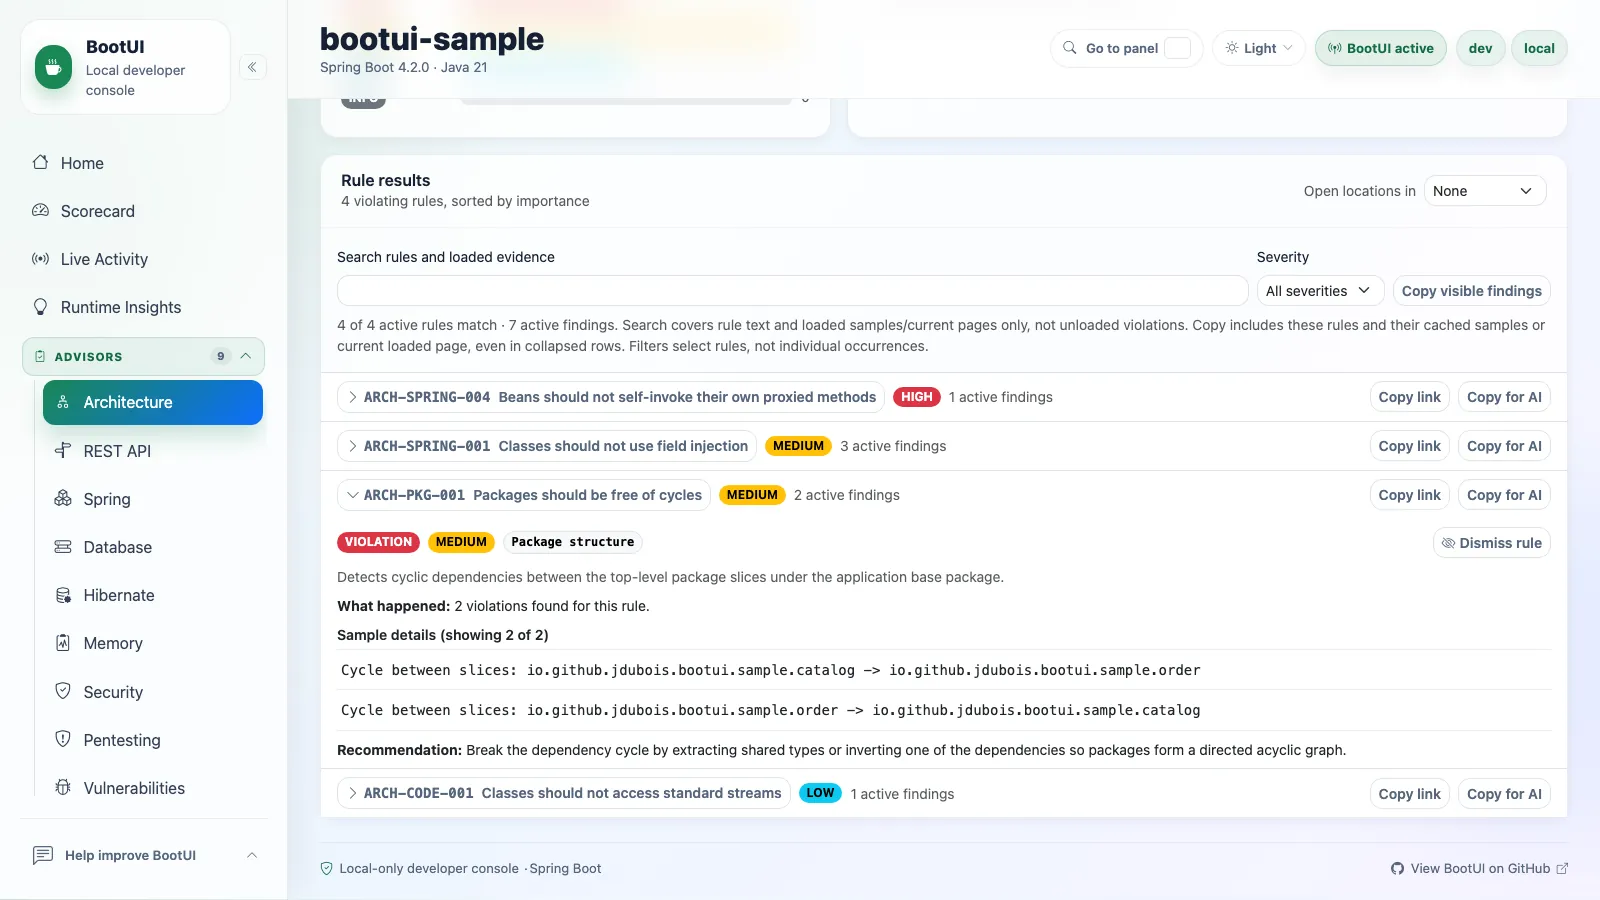 BootUI
Local developer
console
Home
Scorecard
Live Activity
Runtime Insights
ADVISORS 9
Architecture
REST API
Spring
Database
Hibernate
Memory
Security
Pentesting
Vulnerabilities
Help improve BootUI
bootui-sample
Spring Boot 4.2.0 · Java 21
Go to panel
Light
BootUI active
dev
local
Rule results
4 violating rules, sorted by importance
Open locations in None
Search rules and loaded evidence
Severity
All severities
Copy visible findings
4 of 4 active rules match · 7 active findings. Search covers rule text and loaded samples/current pages only, not unloaded violations. Copy includes these rules and their cached samples or
current loaded page, even in collapsed rows. Filters select rules, not individual occurrences.
ARCH-SPRING-004 Beans should not self-invoke their own proxied methods HIGH 1 active findings Copy link Copy for AI
ARCH-SPRING-001 Classes should not use field injection MEDIUM 3 active findings Copy link Copy for AI
ARCH-PKG-001 Packages should be free of cycles MEDIUM 2 active findings Copy link Copy for AI
VIOLATION MEDIUM Package structure Dismiss rule
Detects cyclic dependencies between the top-level package slices under the application base package.
What happened: 2 violations found for this rule.
Sample details (showing 2 of 2)
Cycle between slices: io.github.jdubois.bootui.sample.catalog -> io.github.jdubois.bootui.sample.order
Cycle between slices: io.github.jdubois.bootui.sample.order -> io.github.jdubois.bootui.sample.catalog
Recommendation: Break the dependency cycle by extracting shared types or inverting one of the dependencies so packages form a directed acyclic graph.
ARCH-CODE-001 Classes should not access standard streams LOW 1 active findings Copy link Copy for AI
Local-only developer console · Spring Boot
View BootUI on GitHub